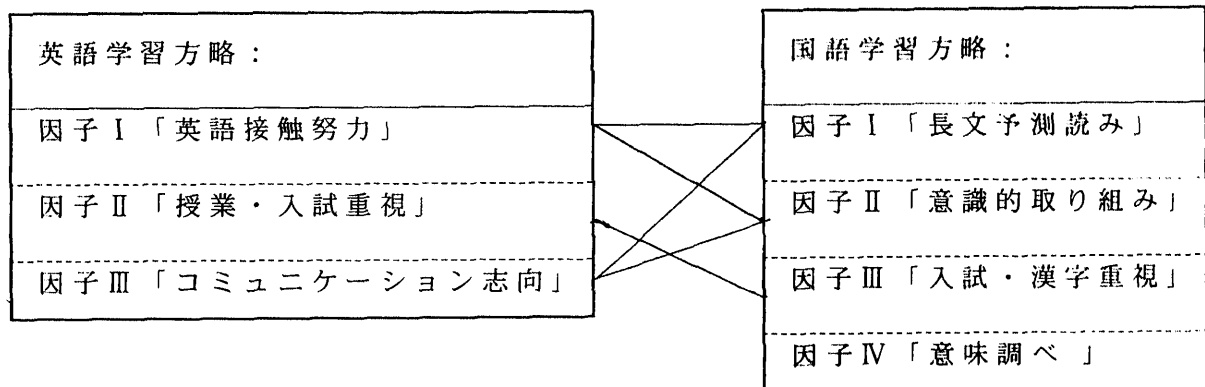 英語学習方略：
因子Ⅰ「英語接触努力」
因子Ⅱ「授業・入試重視」
因子Ⅲ「コミュニケーション志向」
国語学習方略：
因子Ⅰ「長文予測読み」
因子Ⅱ「意識的取り組み」
因子Ⅲ「入試・漢字重視」
因子Ⅳ「意味調べ」